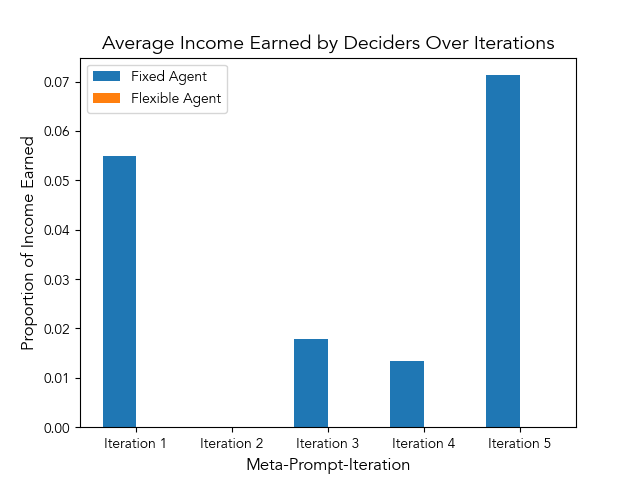 Average Income Earned by Deciders Over Iterations
Fixed Agent
Flexible Agent
Proportion of Income Earned
0.07
0.06
0.05
0.04
0.03
0.02
0.01
0.00
Iteration 1 Iteration 2 Iteration 3 Iteration 4 Iteration 5
Meta-Prompt-Iteration